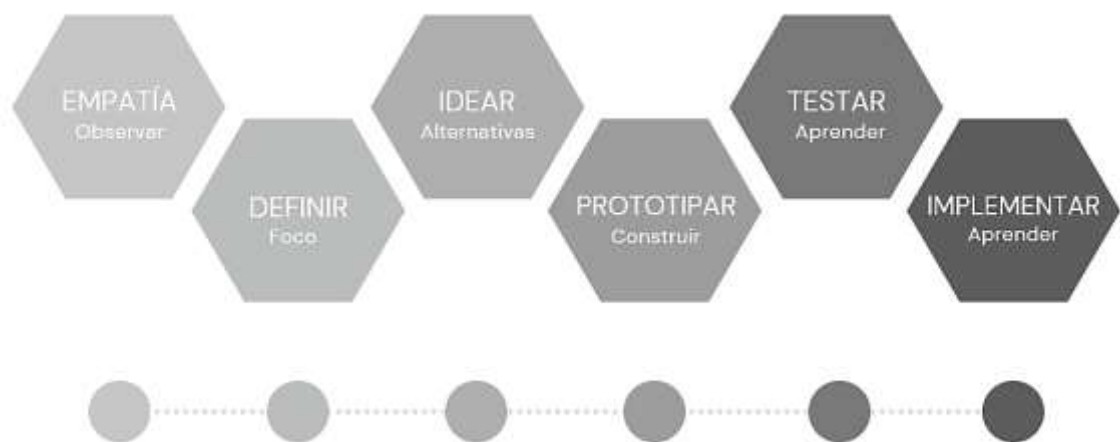 EMPATÍA
Observar
DEFINIR
Foco
IDEAR
Alternativas
PROTOTIPAR
Construir
TESTAR
Aprender
IMPLEMENTAR
Aprender